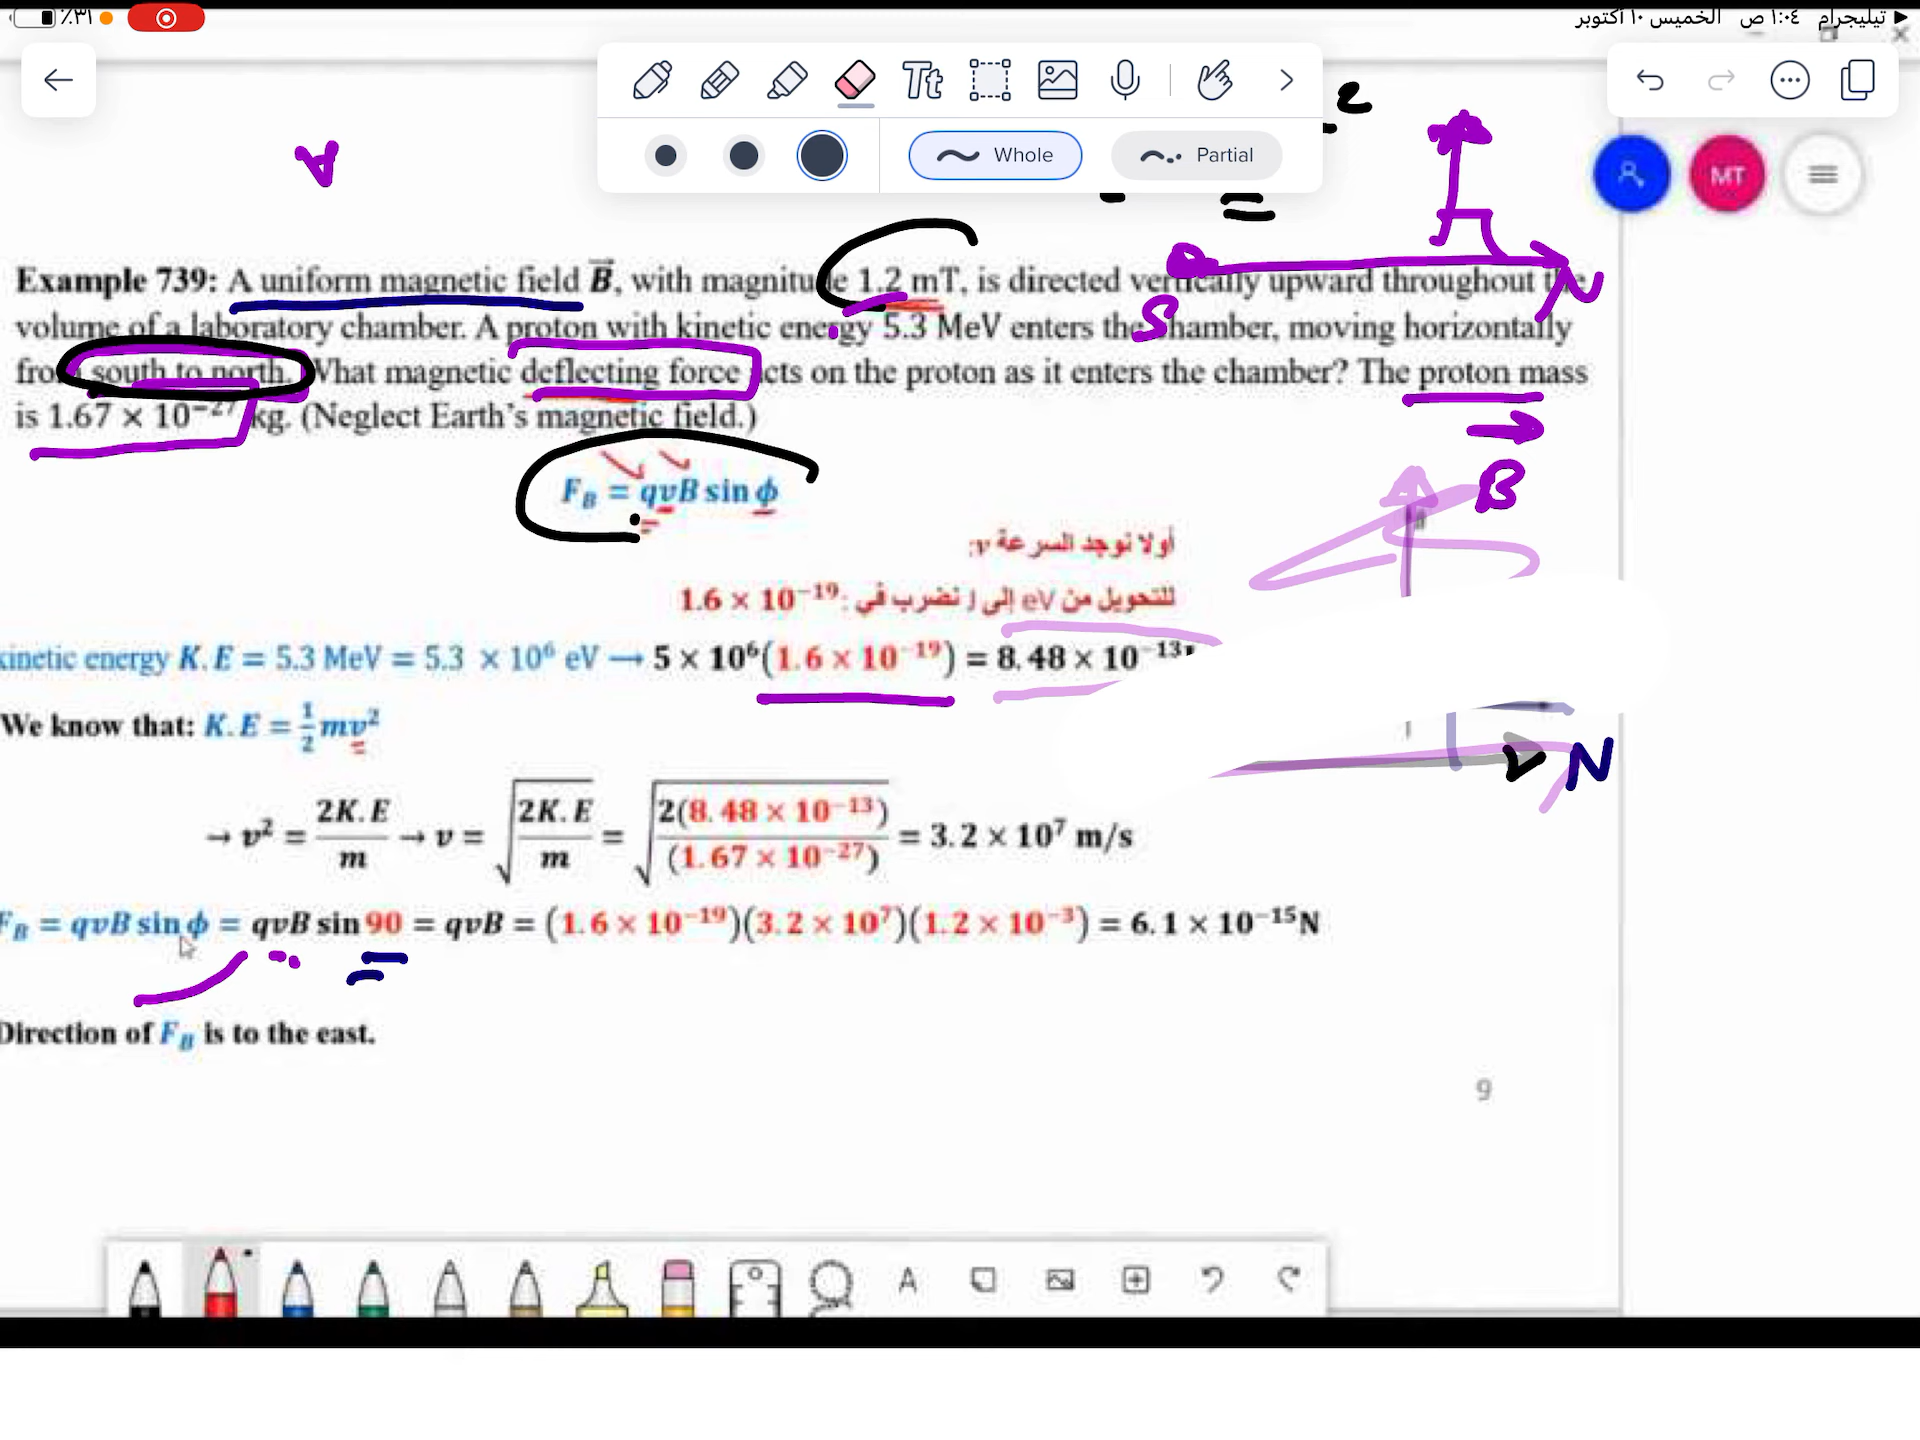 ٣١٪
◀ تيليجرام ١:٠٤ ص الخميس ١٠ أكتوبر
Tt
Whole
Partial
MT
A
N
S
Example 739: A uniform magnetic field B, with magnitude 1.2 mT, is directed vertically upward throughout the
volume of a laboratory chamber. A proton with kinetic energy 5.3 MeV enters the chamber, moving horizontally
from south to north. What magnetic deflecting force acts on the proton as it enters the chamber? The proton mass
is 1.67 × 10⁻²⁷ kg. (Neglect Earth's magnetic field.)
B
F_B = qvB sin ϕ
أولا نوجد السرعة v:
للتحويل من eV إلى J نضرب في: 1.6 × 10⁻¹⁹
kinetic energy K.E = 5.3 MeV = 5.3 × 10⁶ eV → 5 × 10⁶(1.6 × 10⁻¹⁹) = 8.48 × 10⁻¹³
We know that: K.E = 1/2 mv²
N
→ v² = 2K.E/m → v = √(2K.E/m) = √(2(8.48 × 10⁻¹³)/(1.67 × 10⁻²⁷)) = 3.2 × 10⁷ m/s
F_B = qvB sin ϕ = qvB sin 90 = qvB = (1.6 × 10⁻¹⁹)(3.2 × 10⁷)(1.2 × 10⁻³) = 6.1 × 10⁻¹⁵N
Direction of F_B is to the east.
9
A